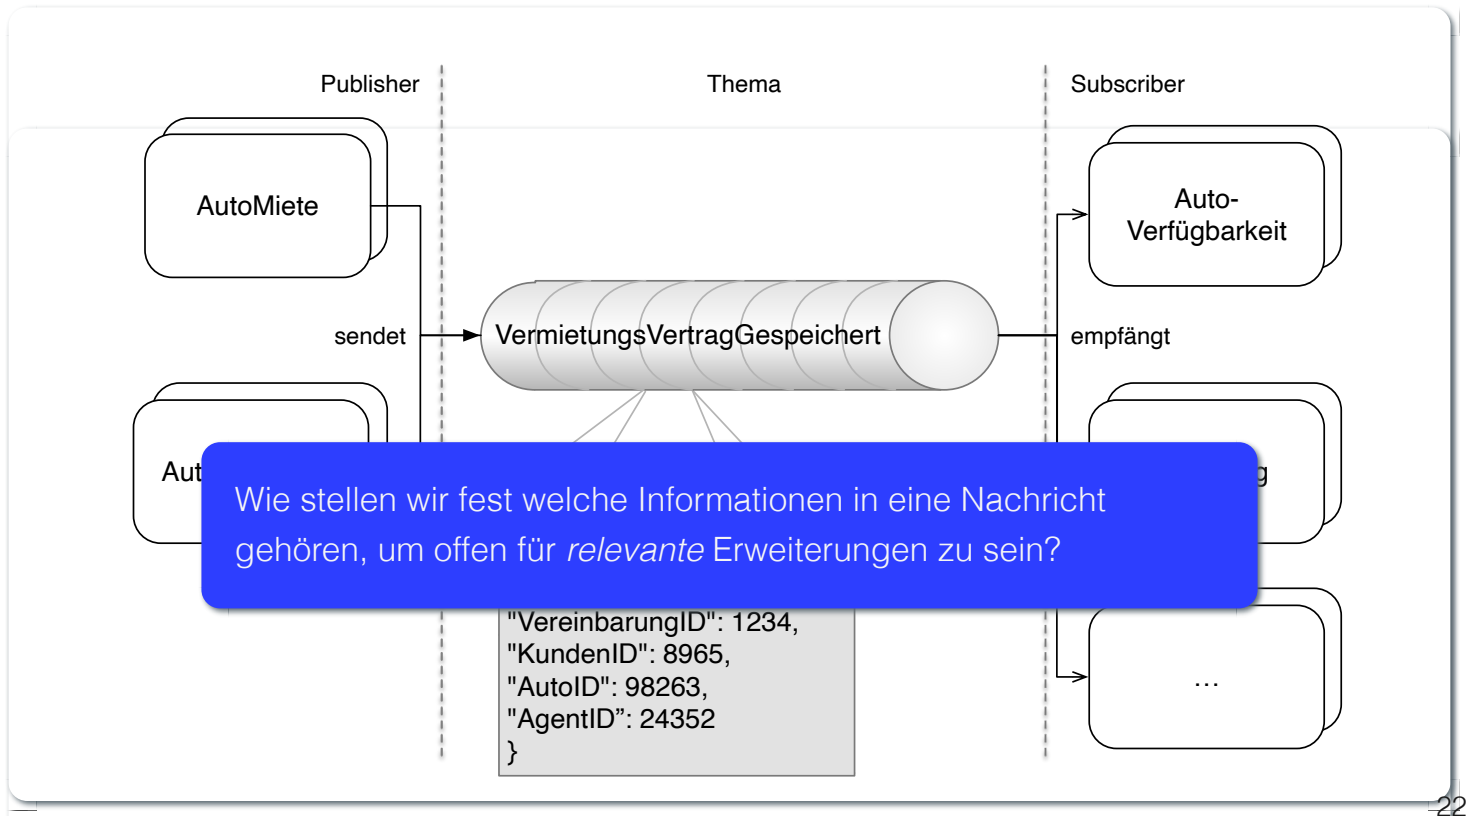 Publisher
Thema
Subscriber
AutoMiete
Auto-
Verfügbarkeit
sendet
VermietungsVertragGespeichert
empfängt
Wie stellen wir fest welche Informationen in eine Nachricht
gehören, um offen für relevante Erweiterungen zu sein?
"VereinbarungID": 1234,
"KundenID": 8965,
"AutoID": 98263,
"AgentID”: 24352
}
...
22